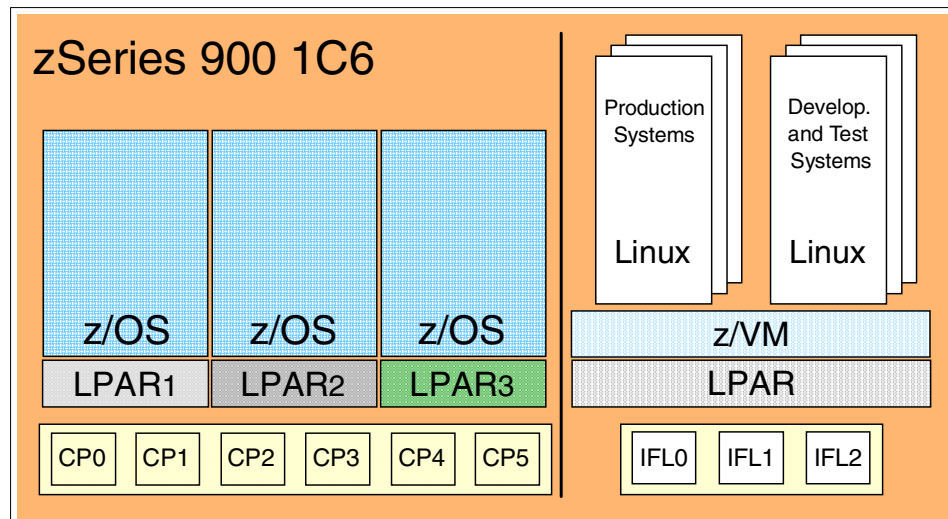 zSeries 900 1C6
z/OS
z/OS
z/OS
LPAR1
LPAR2
LPAR3
CP0
CP1
CP2
CP3
CP4
CP5
Production
Systems
Linux
Develop.
and Test
Systems
Linux
z/VM
LPAR
IFL0
IFL1
IFL2